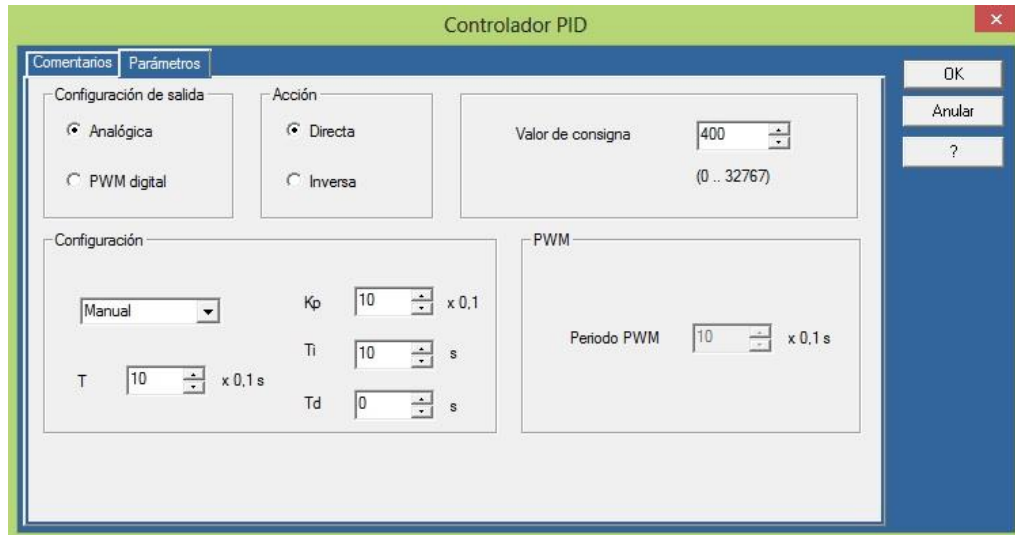 Controlador PID
×
Comentarios Parámetros
OK
Anular
?
Configuración de salida
Analógica
PWM digital
Acción
Directa
Inversa
Valor de consigna 400
(0 .. 32767)
Configuración
Manual
T 10 x 0,1 s
Kp 10 x 0,1
Ti 10 s
Td 0 s
PWM
Periodo PWM 10 x 0,1 s